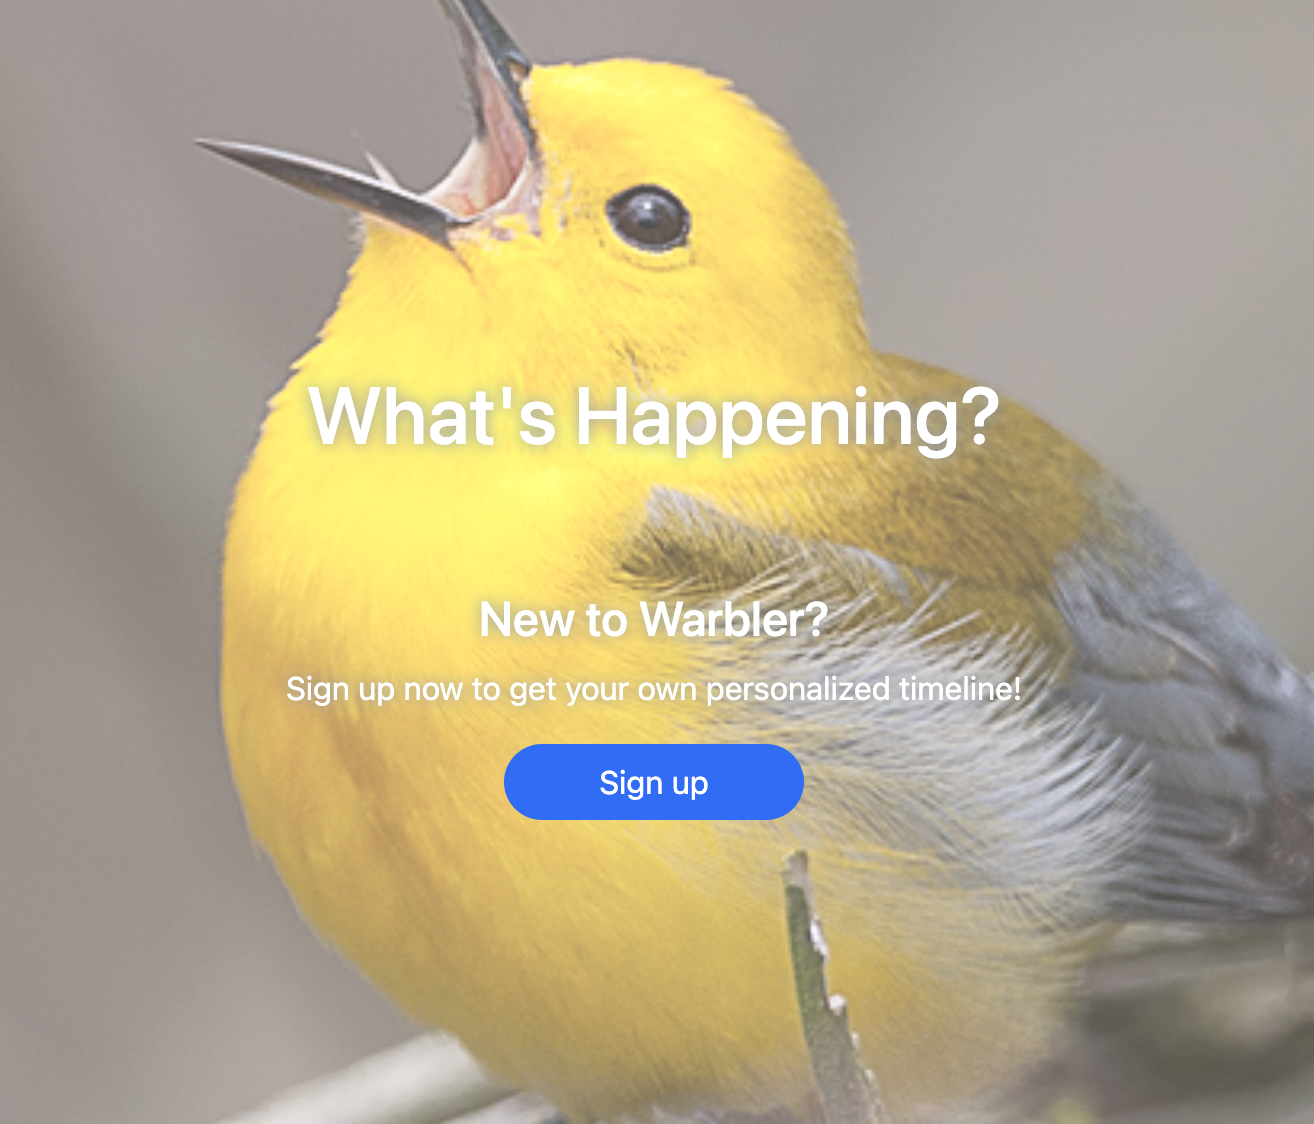 What's Happening?
New to Warbler?
Sign up now to get your own personalized timeline!
Sign up